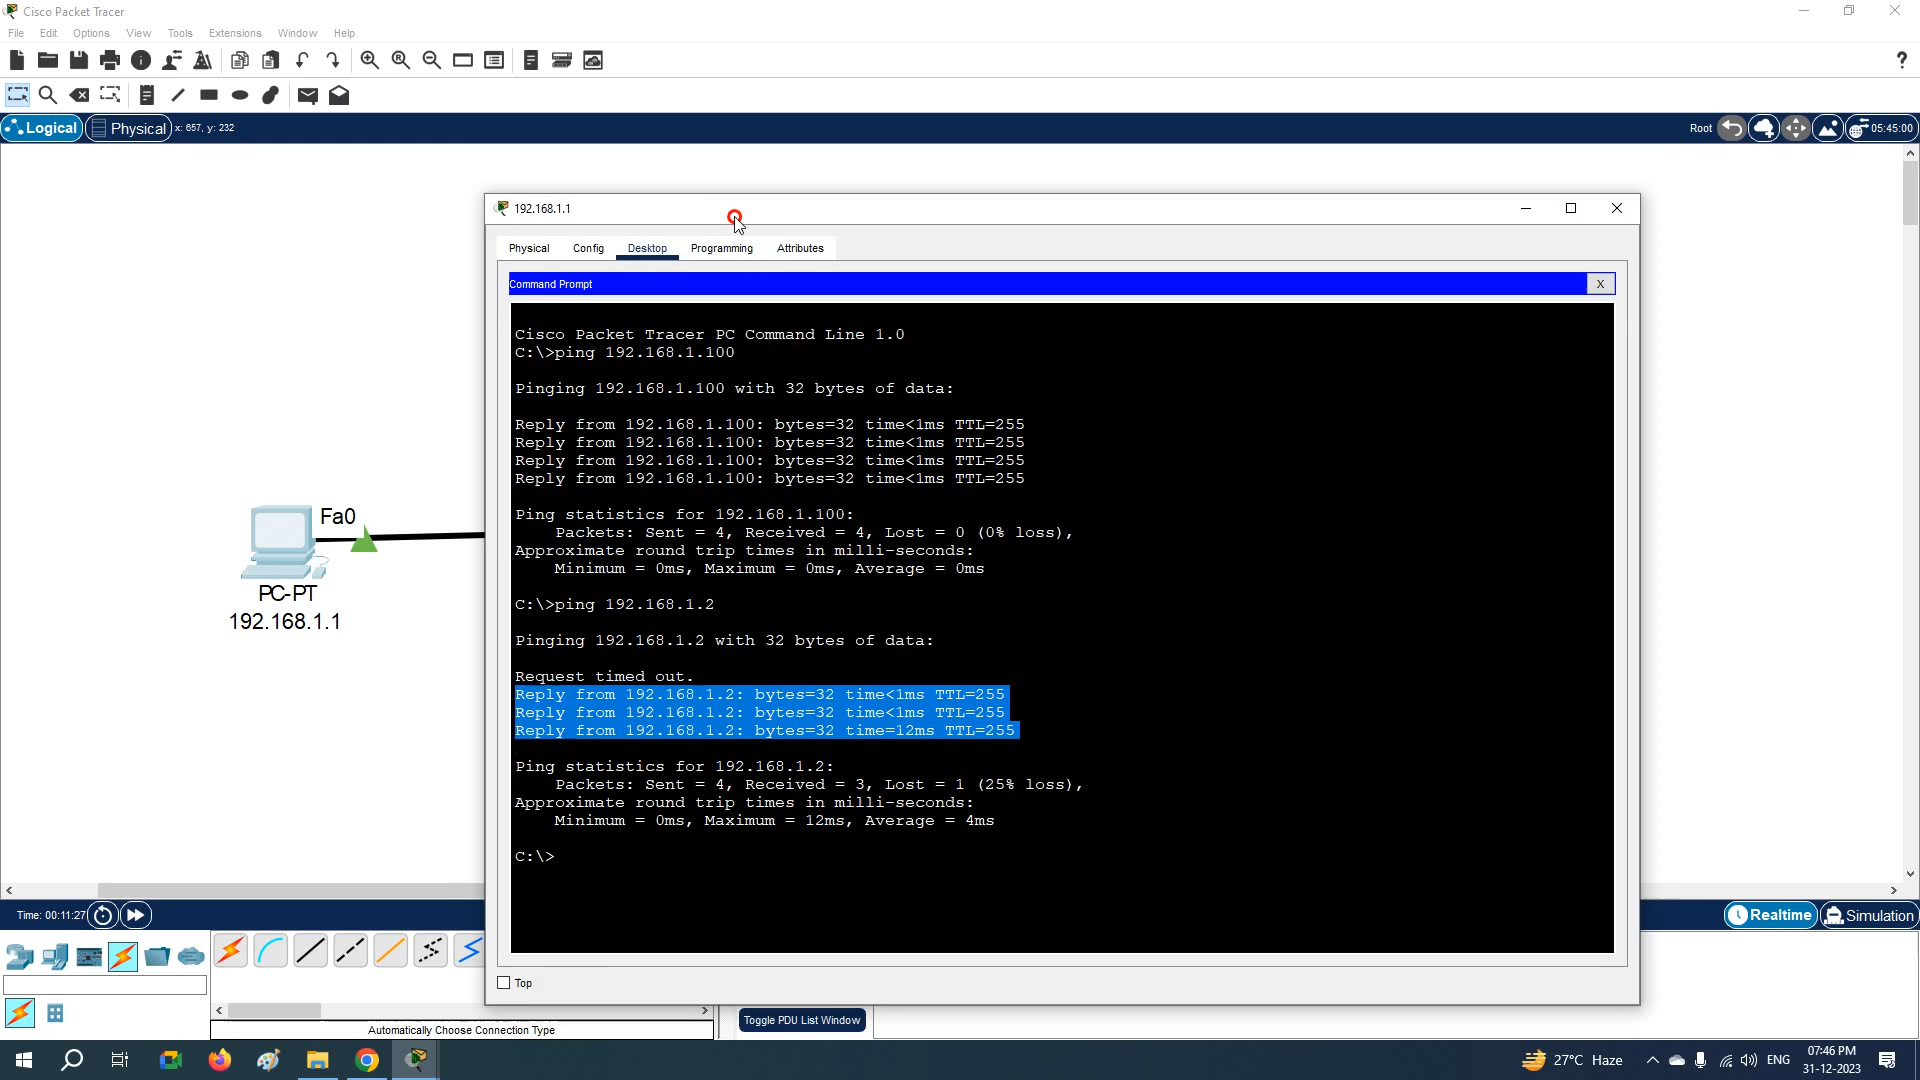 Cisco Packet Tracer
File Edit Options View Tools Extensions Window Help
?
Logical Physical x: 657, y: 232 Root 05:45:00
192.168.1.1
Physical Config Desktop Programming Attributes
Command Prompt X
Cisco Packet Tracer PC Command Line 1.0
C:\>ping 192.168.1.100
Pinging 192.168.1.100 with 32 bytes of data:
Reply from 192.168.1.100: bytes=32 time<1ms TTL=255
Reply from 192.168.1.100: bytes=32 time<1ms TTL=255
Reply from 192.168.1.100: bytes=32 time<1ms TTL=255
Reply from 192.168.1.100: bytes=32 time<1ms TTL=255
Ping statistics for 192.168.1.100:
Packets: Sent = 4, Received = 4, Lost = 0 (0% loss),
Approximate round trip times in milli-seconds:
Minimum = 0ms, Maximum = 0ms, Average = 0ms
C:\>ping 192.168.1.2
Pinging 192.168.1.2 with 32 bytes of data:
Request timed out.
Reply from 192.168.1.2: bytes=32 time<1ms TTL=255
Reply from 192.168.1.2: bytes=32 time<1ms TTL=255
Reply from 192.168.1.2: bytes=32 time=12ms TTL=255
Ping statistics for 192.168.1.2:
Packets: Sent = 4, Received = 3, Lost = 1 (25% loss),
Approximate round trip times in milli-seconds:
Minimum = 0ms, Maximum = 12ms, Average = 4ms
C:\>
Fa0
PC-PT
192.168.1.1
Top
Time: 00:11:27 Realtime Simulation
Toggle PDU List Window
Automatically Choose Connection Type
27°C Haze ENG 07:46 PM
31-12-2023